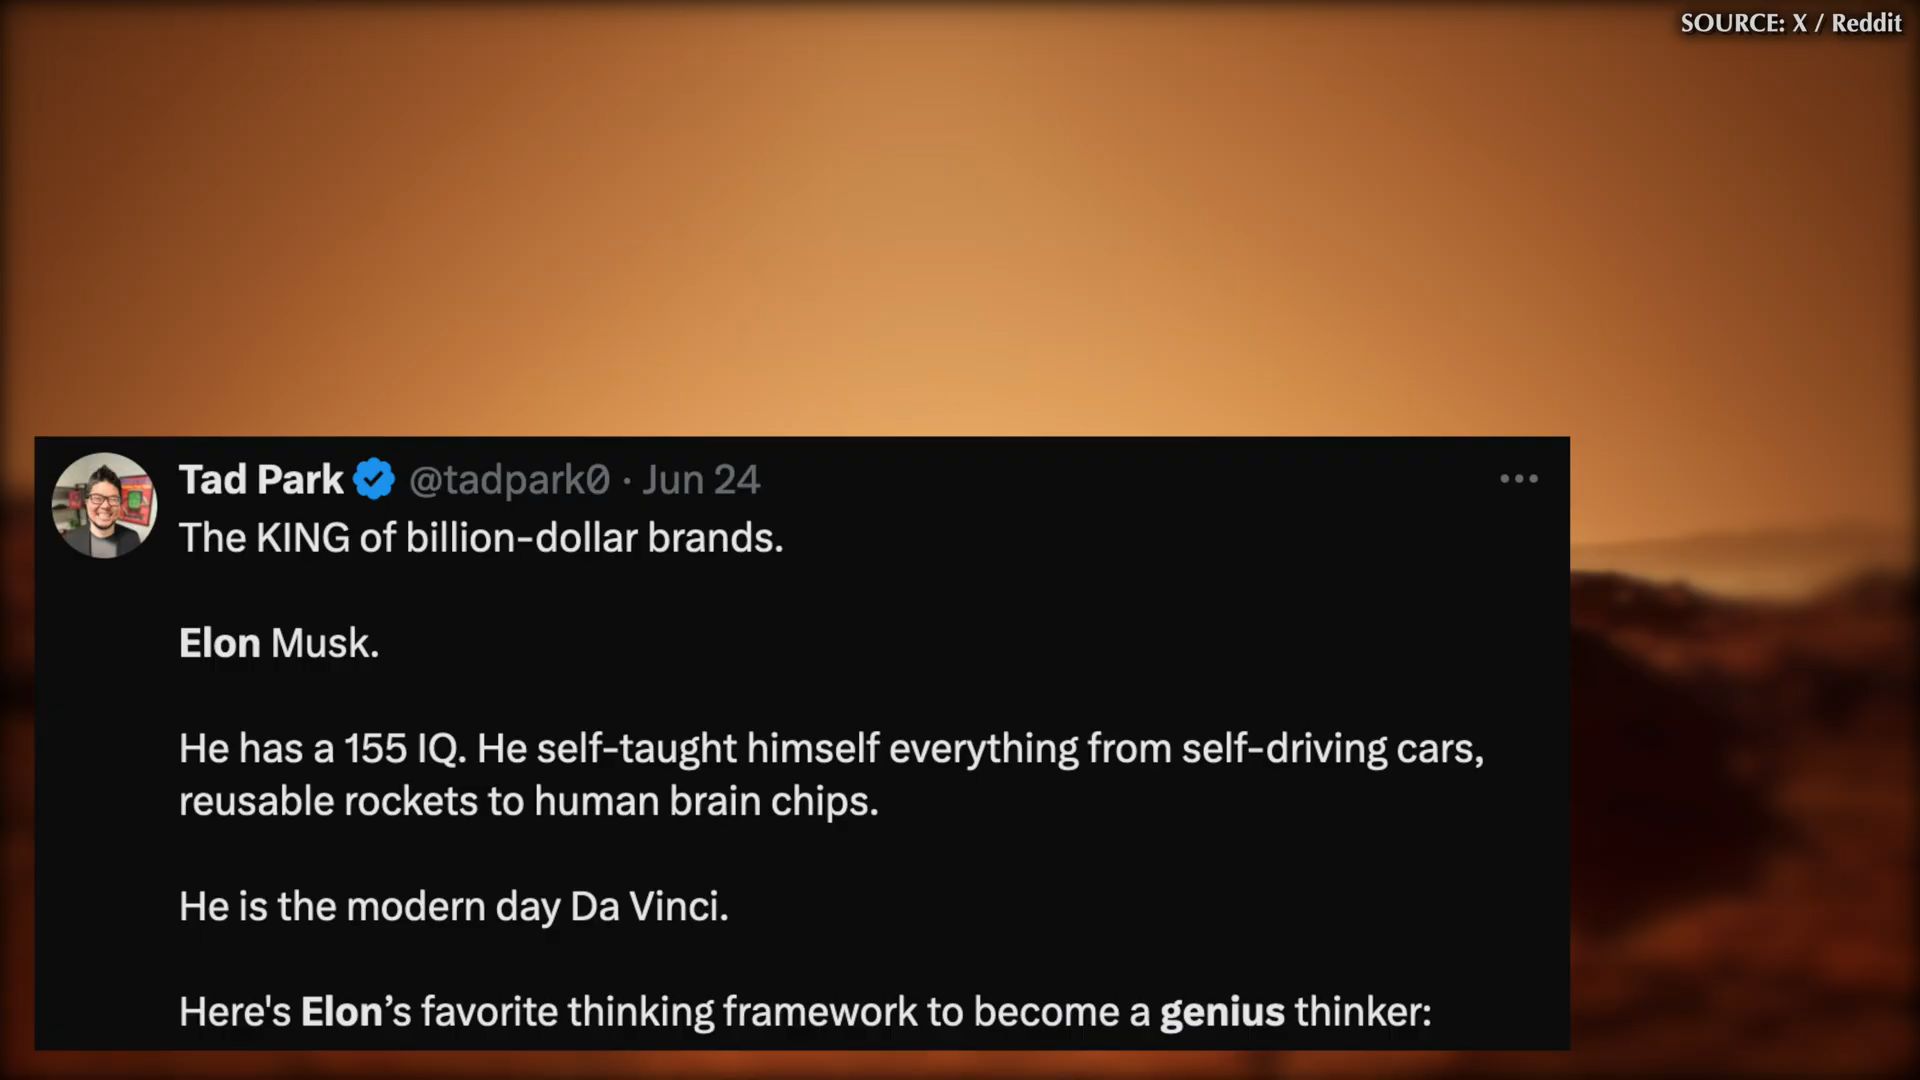 SOURCE: X / Reddit
Tad Park @tadpark0 · Jun 24
The KING of billion-dollar brands.
Elon Musk.
He has a 155 IQ. He self-taught himself everything from self-driving cars,
reusable rockets to human brain chips.
He is the modern day Da Vinci.
Here's Elon’s favorite thinking framework to become a genius thinker: